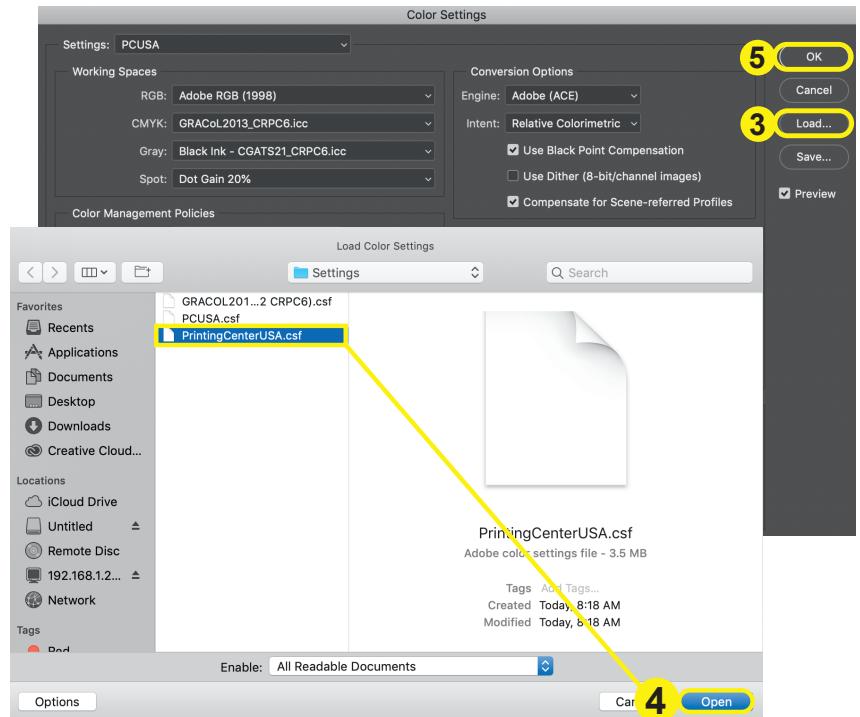 Color Settings
Settings: PCUSA
5 OK
Working Spaces
Conversion Options
RGB: Adobe RGB (1998)
Engine: Adobe (ACE)
Cancel
CMYK: GRACoL2013_CRPC6.icc
Intent: Relative Colorimetric
3 Load...
Gray: Black Ink - CGATS21_CRPC6.icc
Use Black Point Compensation
Save...
Spot: Dot Gain 20%
Use Dither (8-bit/channel images)
Preview
Compensate for Scene-referred Profiles
Color Management Policies
Load Color Settings
Settings
Search
Favorites
Recents
Applications
Documents
Desktop
Downloads
Creative Cloud...
Locations
iCloud Drive
Untitled
Remote Disc
192.168.1.2...
Network
Tags
Red
GRACOL201...2 CRPC6).csf
PCUSA.csf
PrintingCenterUSA.csf
PrintingCenterUSA.csf
Adobe color settings file - 3.5 MB
Tags Add Tags...
Created Today, 8:18 AM
Modified Today, 8:18 AM
Enable: All Readable Documents
Options
4 Open